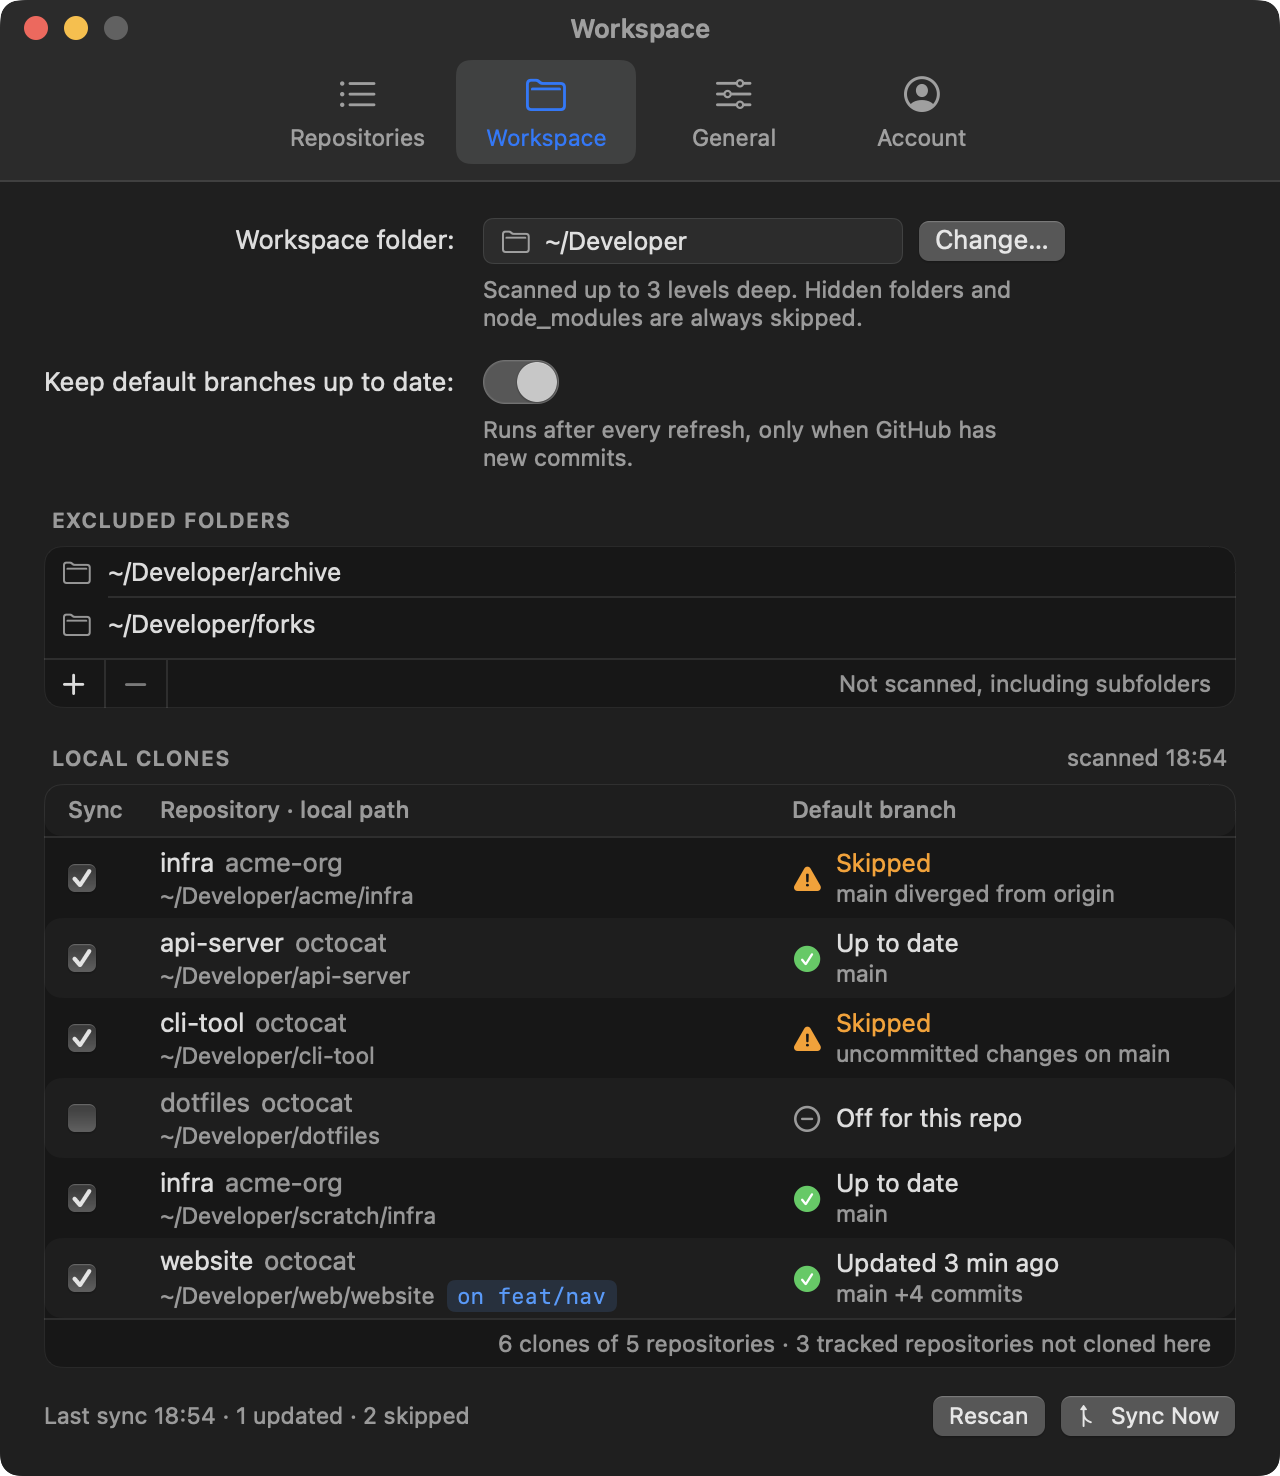 Workspace
Repositories
Workspace
General
Account
Workspace folder:
~/Developer
Change...
Scanned up to 3 levels deep. Hidden folders and
node_modules are always skipped.
Keep default branches up to date:
Runs after every refresh, only when GitHub has
new commits.
EXCLUDED FOLDERS
~/Developer/archive
~/Developer/forks
Not scanned, including subfolders
LOCAL CLONES
scanned 18:54
Sync
Repository · local path
Default branch
infra acme-org
~/Developer/acme/infra
Skipped
main diverged from origin
api-server octocat
~/Developer/api-server
Up to date
main
cli-tool octocat
~/Developer/cli-tool
Skipped
uncommitted changes on main
dotfiles octocat
~/Developer/dotfiles
Off for this repo
infra acme-org
~/Developer/scratch/infra
Up to date
main
website octocat
~/Developer/web/website on feat/nav
Updated 3 min ago
main +4 commits
6 clones of 5 repositories · 3 tracked repositories not cloned here
Last sync 18:54 · 1 updated · 2 skipped
Rescan
Sync Now